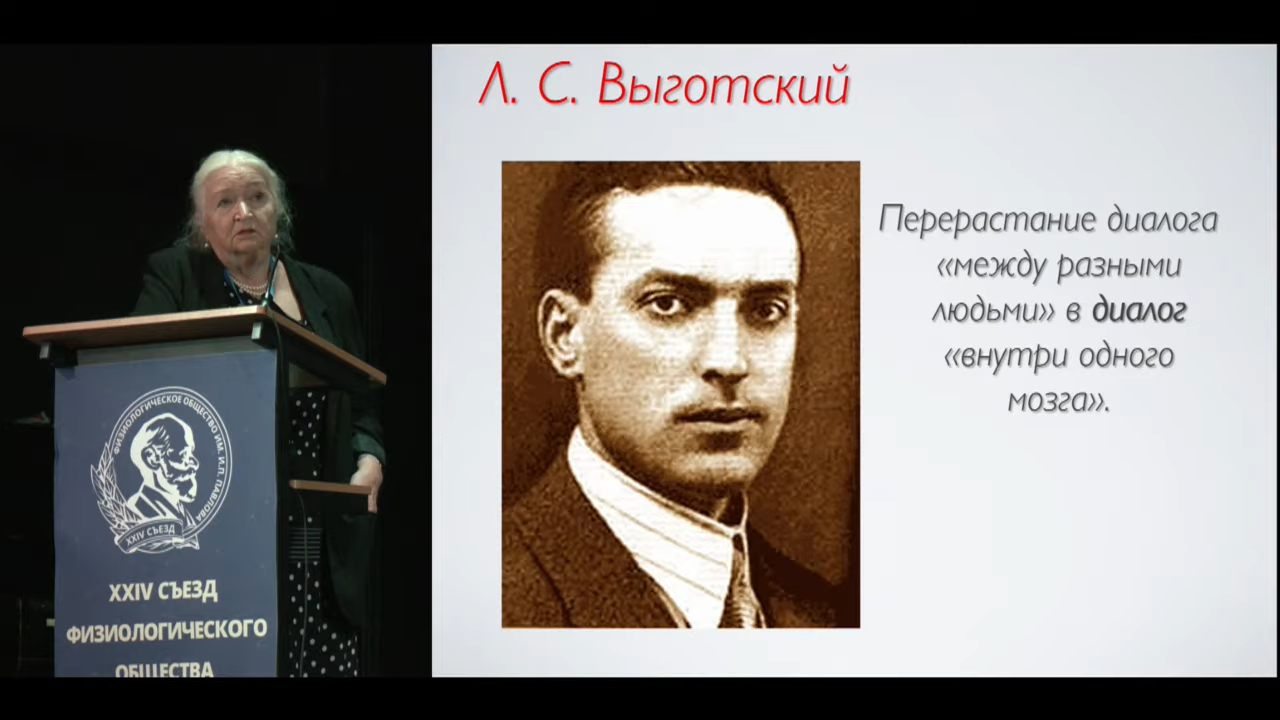 Л. С. Выготский
Перерастание диалога
«между разными
людьми» в диалог
«внутри одного
мозга».
ФИЗИОЛОГИЧЕСКОЕ ОБЩЕСТВО ИМ. И.П. ПАВЛОВА
XXIV СЪЕЗД
XXIV СЪЕЗД
ФИЗИОЛОГИЧЕСКОГО
ОБЩЕСТВА